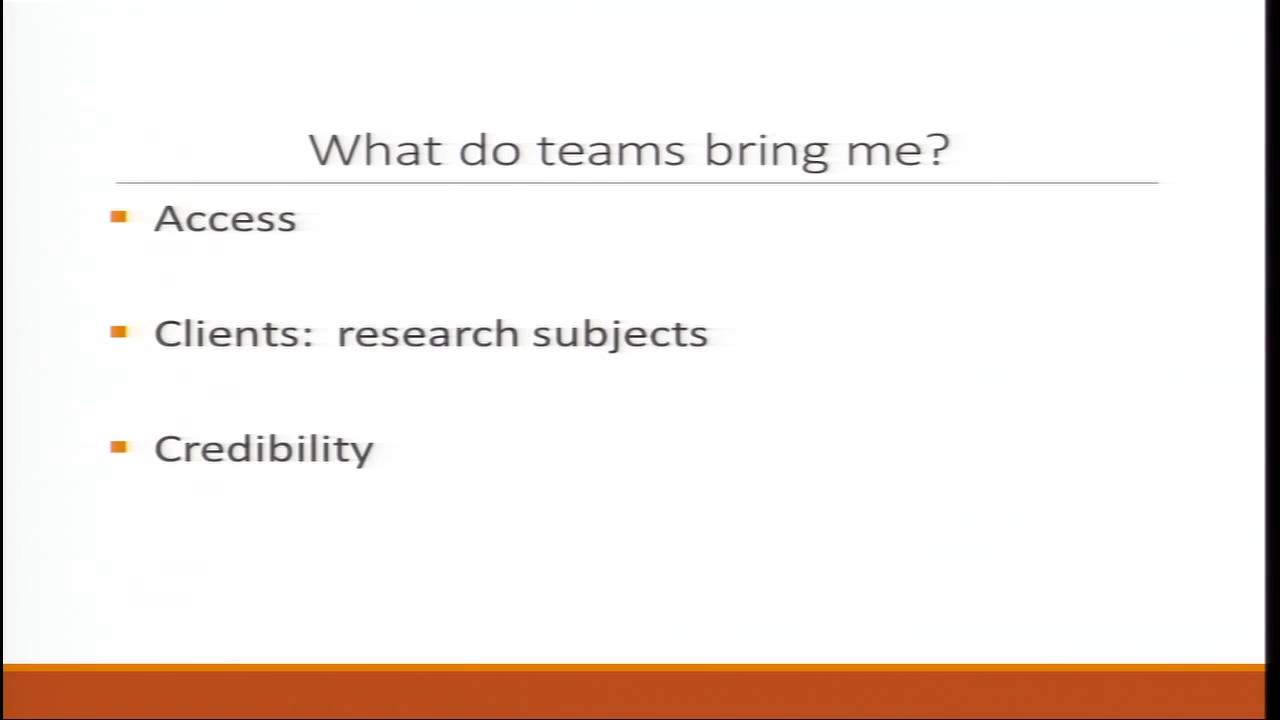 What do teams bring me?
Access
Clients: research subjects
Credibility